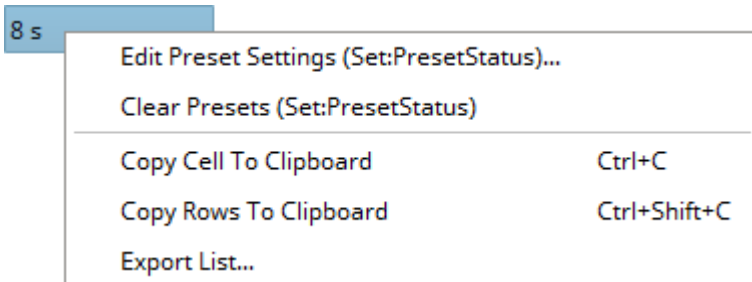 8 s
Edit Preset Settings (Set:PresetStatus)...
Clear Presets (Set:PresetStatus)
Copy Cell To Clipboard Ctrl+C
Copy Rows To Clipboard Ctrl+Shift+C
Export List...